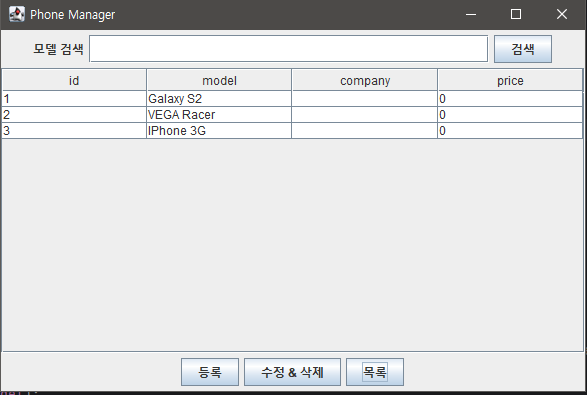 Phone Manager
모델 검색 검색
id model company price
1 Galaxy S2 0
2 VEGA Racer 0
3 IPhone 3G 0
등록 수정 & 삭제 목록